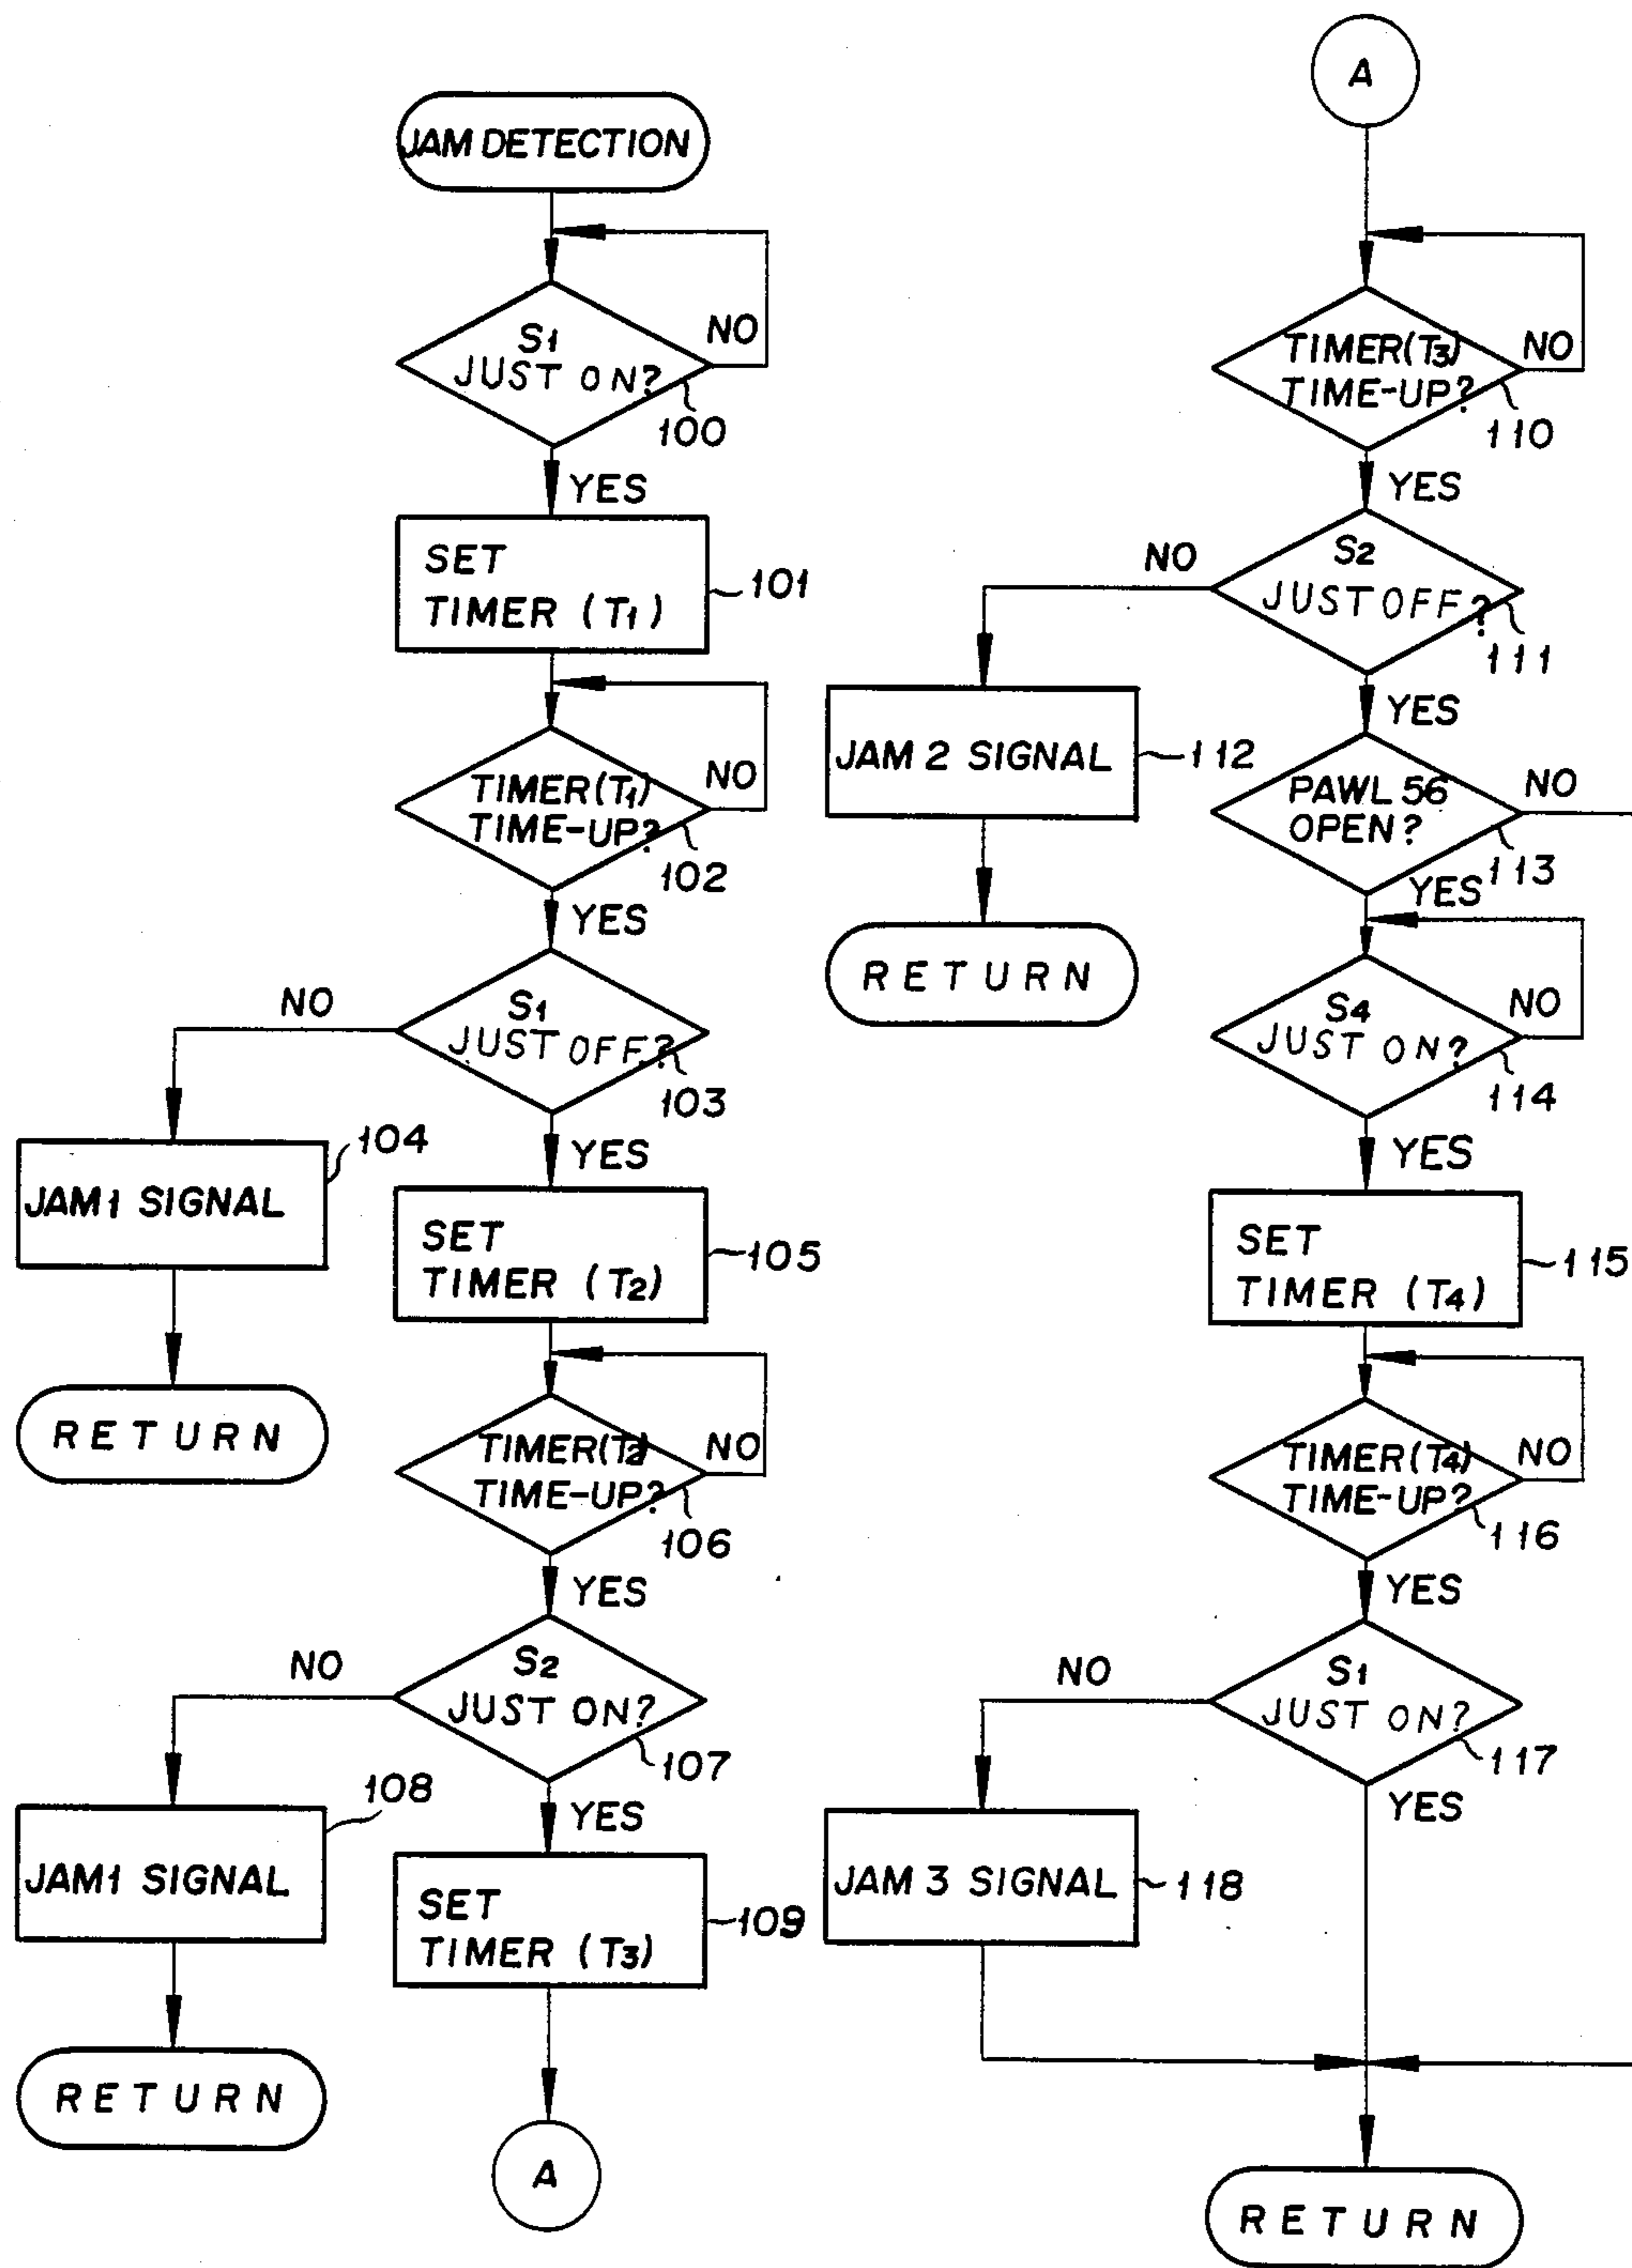 JAM DETECTION
S1
JUST ON?
NO
100
YES
SET
TIMER (T1)
101
TIMER(T1)
TIME-UP?
NO
102
YES
S1
JUST OFF?
NO
103
104
JAM1 SIGNAL
RETURN
YES
SET
TIMER (T2)
105
TIMER(T2)
TIME-UP?
NO
106
YES
S2
JUST ON?
NO
107
108
JAM1 SIGNAL
RETURN
YES
SET
TIMER (T3)
109
A
A
TIMER(T3)
TIME-UP?
NO
110
YES
S2
JUST OFF?
NO
111
JAM 2 SIGNAL
112
RETURN
YES
PAWL 56
OPEN?
NO
113
YES
S4
JUST ON?
NO
114
YES
SET
TIMER (T4)
115
TIMER(T4)
TIME-UP?
NO
116
YES
S1
JUST ON?
NO
117
YES
JAM 3 SIGNAL
118
RETURN